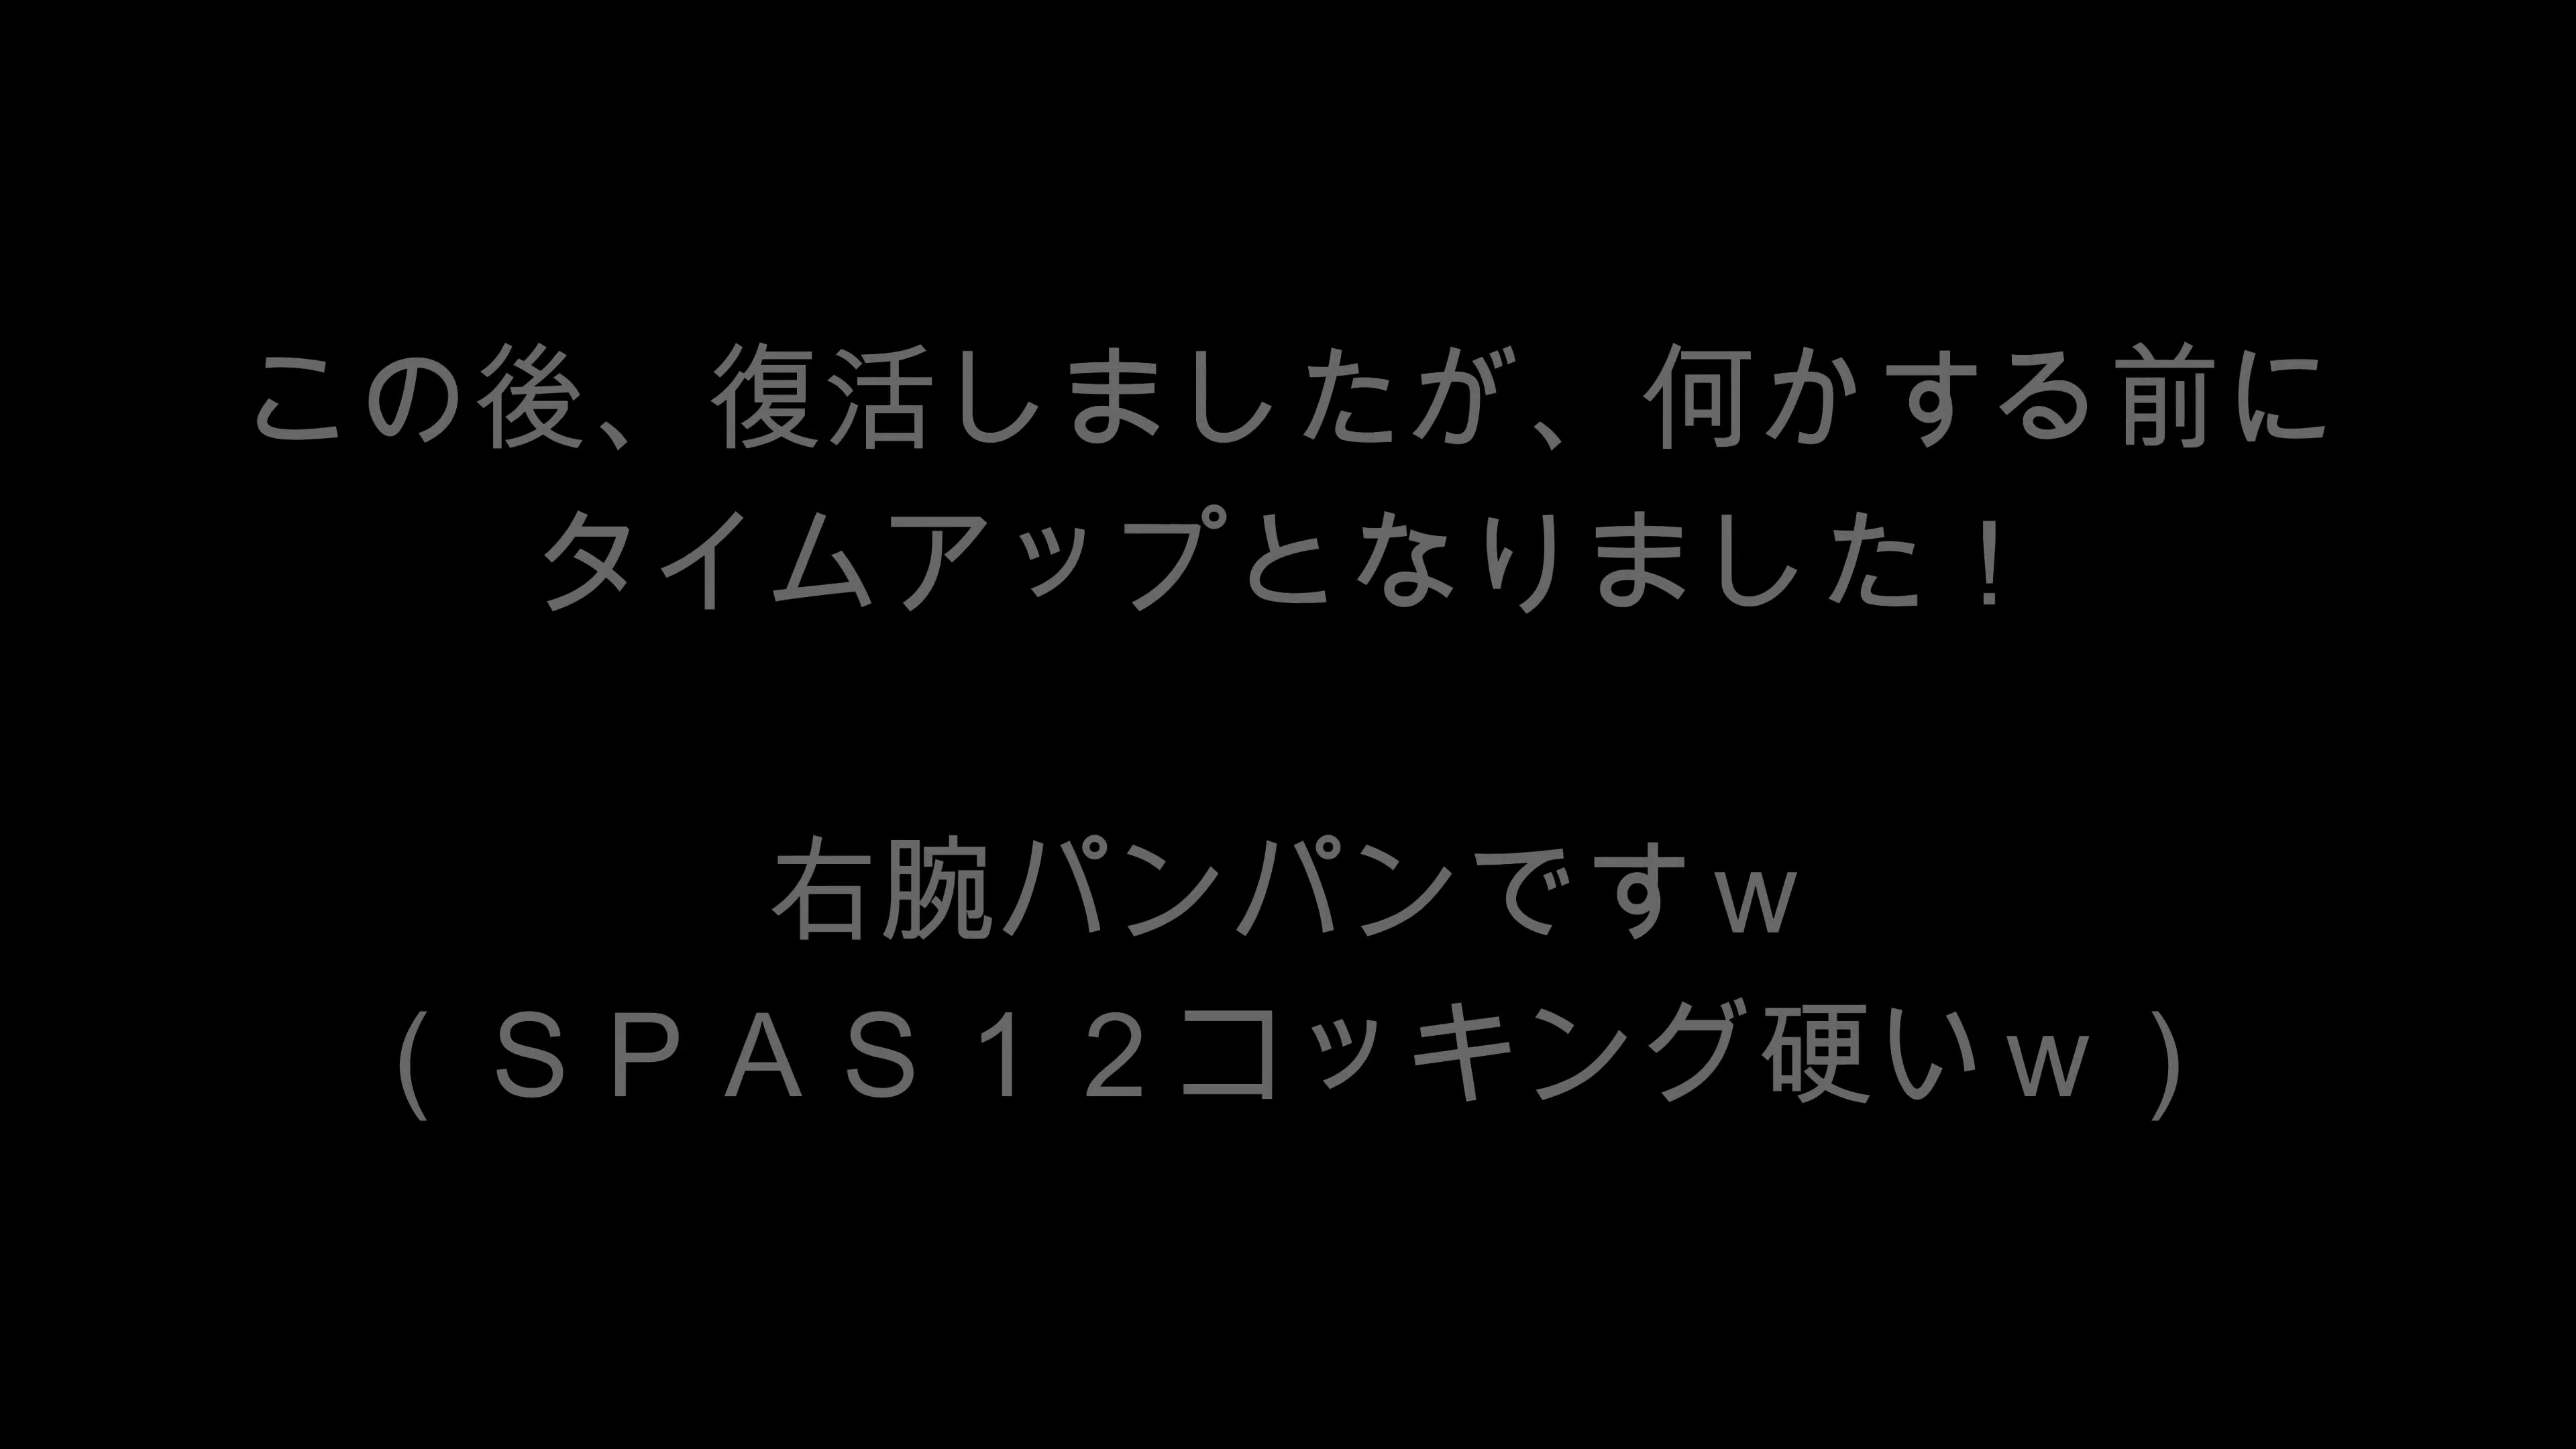 この後、復活しましたが、何かする前に
タイムアップとなりました！
右腕パンパンですｗ
（ＳＰＡＳ１２コッキング硬いｗ）